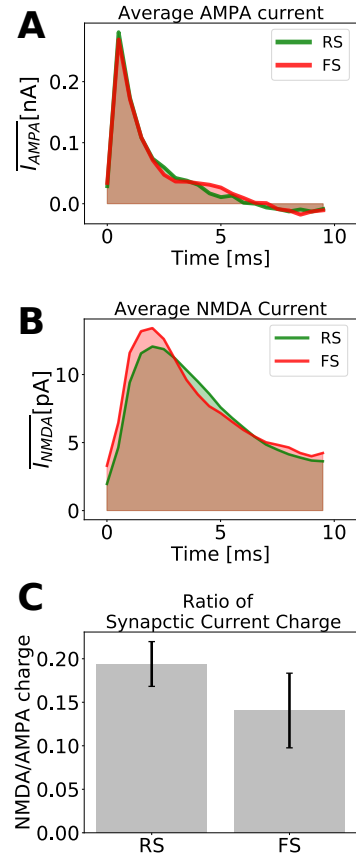 A
Average AMPA current
RS
FS
0.2
0.1
0.0
I_AMPA[nA]
0
5
10
Time [ms]
B
Average NMDA Current
RS
FS
10
5
0
I_NMDA[pA]
0
5
10
Time [ms]
C
Ratio of
Synapctic Current Charge
0.20
0.15
0.10
0.05
0.00
NMDA/AMPA charge
RS
FS